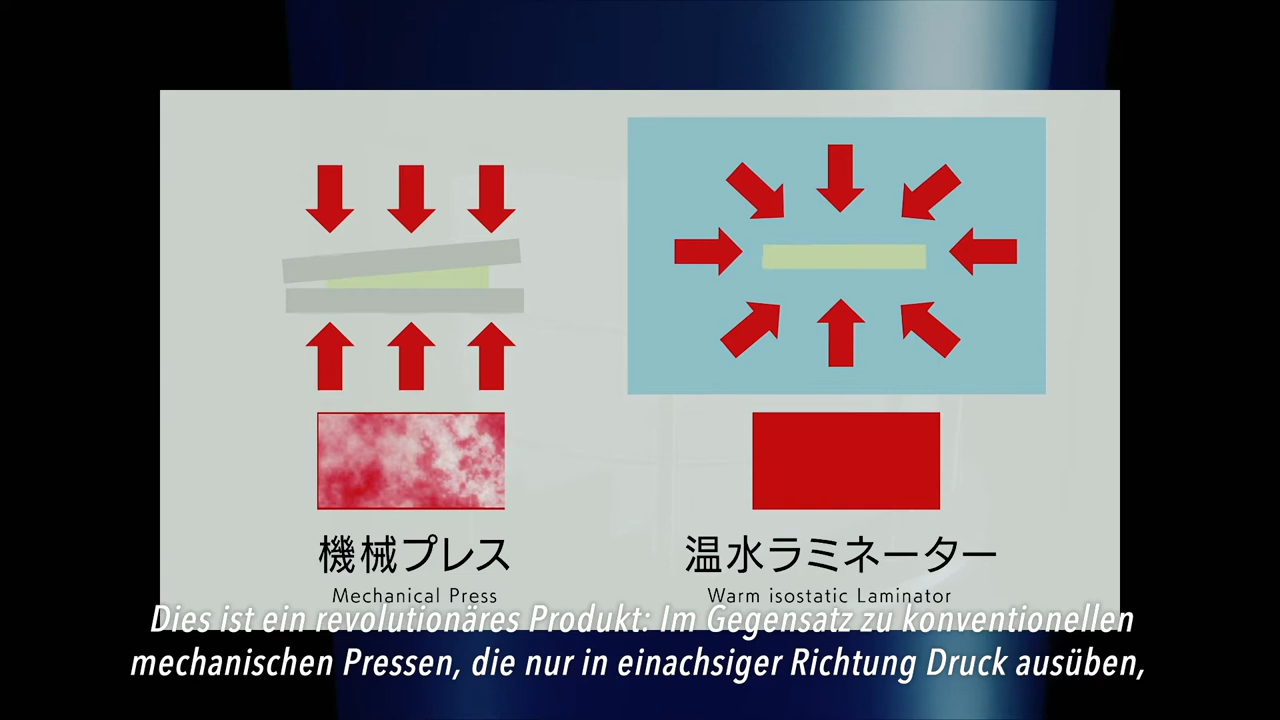 機械プレス
Mechanical Press
温水ラミネーター
Warm isostatic Laminator
Dies ist ein revolutionäres Produkt: Im Gegensatz zu konventionellen
mechanischen Pressen, die nur in einachsiger Richtung Druck ausüben,